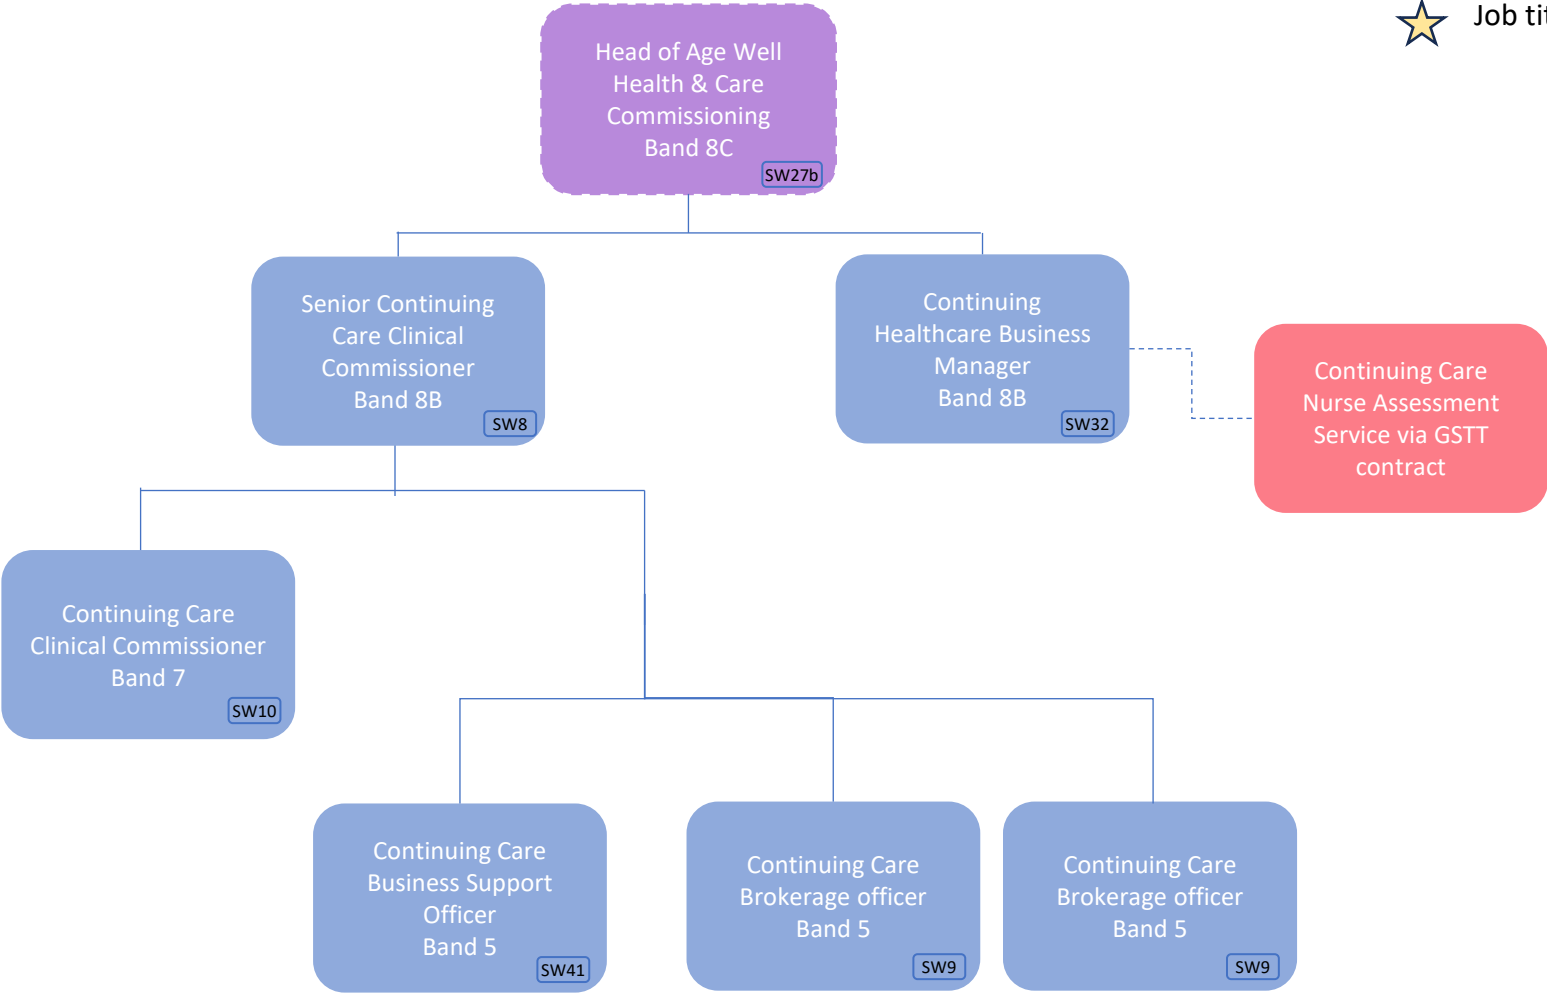 Job tit
Head of Age Well
Health & Care
Commissioning
Band 8C
SW27b
Senior Continuing
Care Clinical
Commissioner
Band 8B
SW8
Continuing
Healthcare Business
Manager
Band 8B
SW32
Continuing Care
Nurse Assessment
Service via GSTT
contract
Continuing Care
Clinical Commissioner
Band 7
SW10
Continuing Care
Business Support
Officer
Band 5
SW41
Continuing Care
Brokerage officer
Band 5
SW9
Continuing Care
Brokerage officer
Band 5
SW9